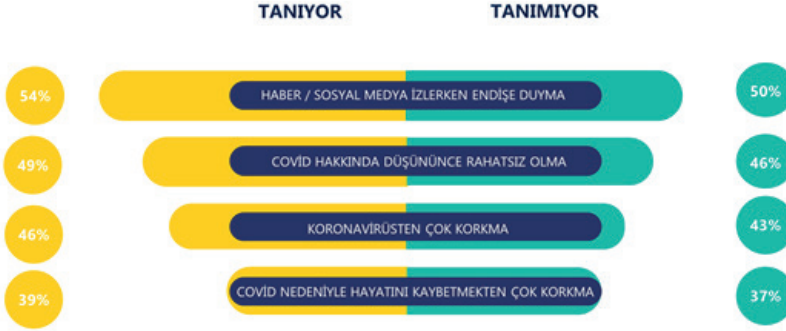 TANIYOR TANIMIYOR
54% HABER / SOSYAL MEDYA İZLERKEN ENDİŞE DUYMA 50%
49% COVİD HAKKINDA DÜŞÜNÜNCE RAHATSIZ OLMA 46%
46% KORONAVİRÜSTEN ÇOK KORKMA 43%
39% COVİD NEDENİYLE HAYATINI KAYBETMEKTEN ÇOK KORKMA 37%